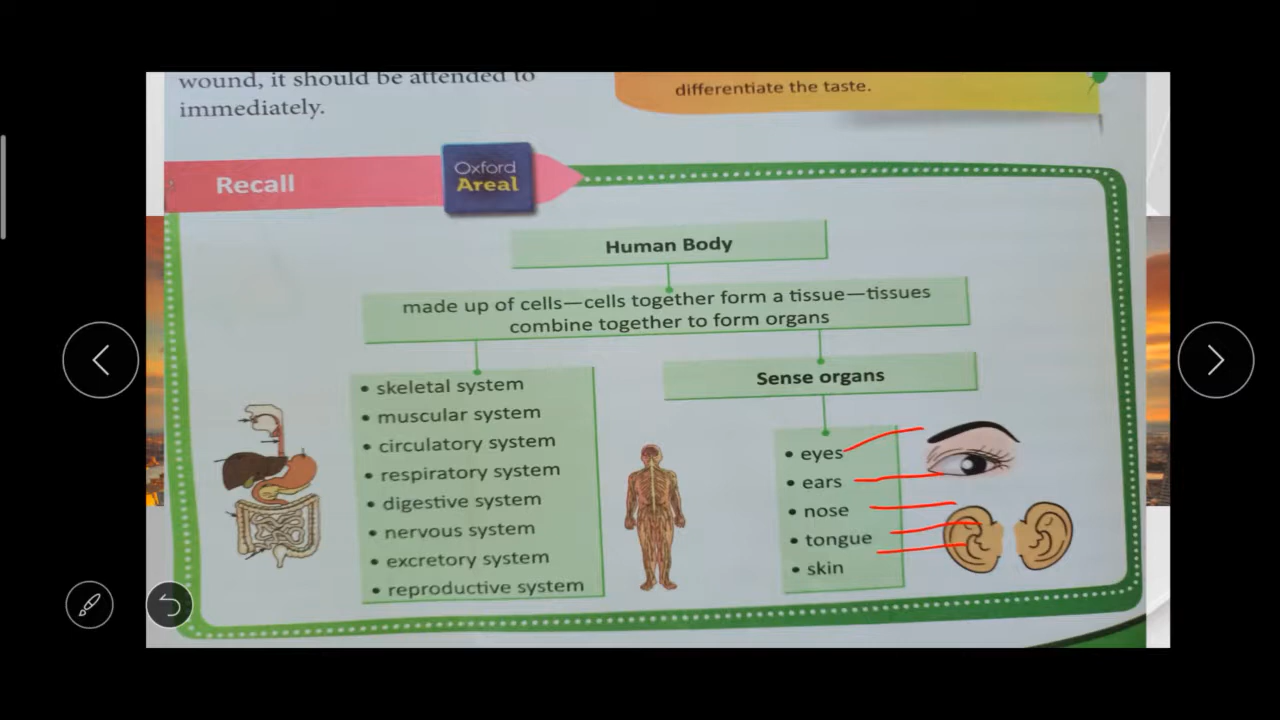 wound, it should be attended to
immediately.
differentiate the taste.
Recall
Oxford
Areal
Human Body
made up of cells—cells together form a tissue—tissues
combine together to form organs
• skeletal system
• muscular system
• circulatory system
• respiratory system
• digestive system
• nervous system
• excretory system
• reproductive system
Sense organs
• eyes
• ears
• nose
• tongue
• skin